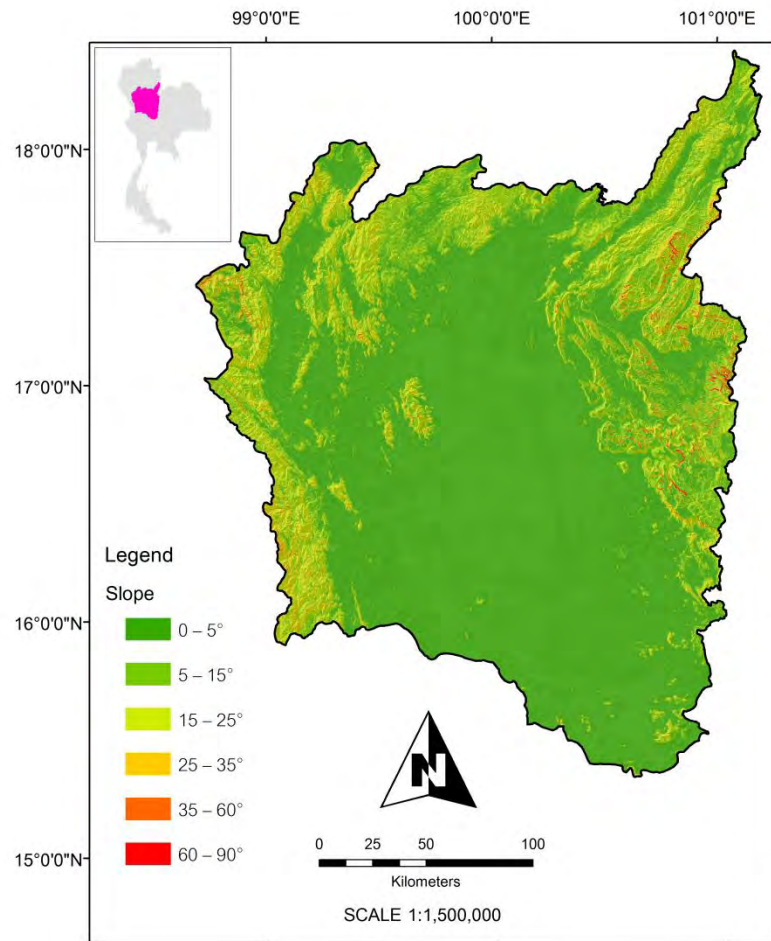 99°0'0"E 100°0'0"E 101°0'0"E
18°0'0"N
17°0'0"N
16°0'0"N
15°0'0"N
Legend
Slope
0 – 5°
5 – 15°
15 – 25°
25 – 35°
35 – 60°
60 – 90°
N
0 25 50 100
Kilometers
SCALE 1:1,500,000